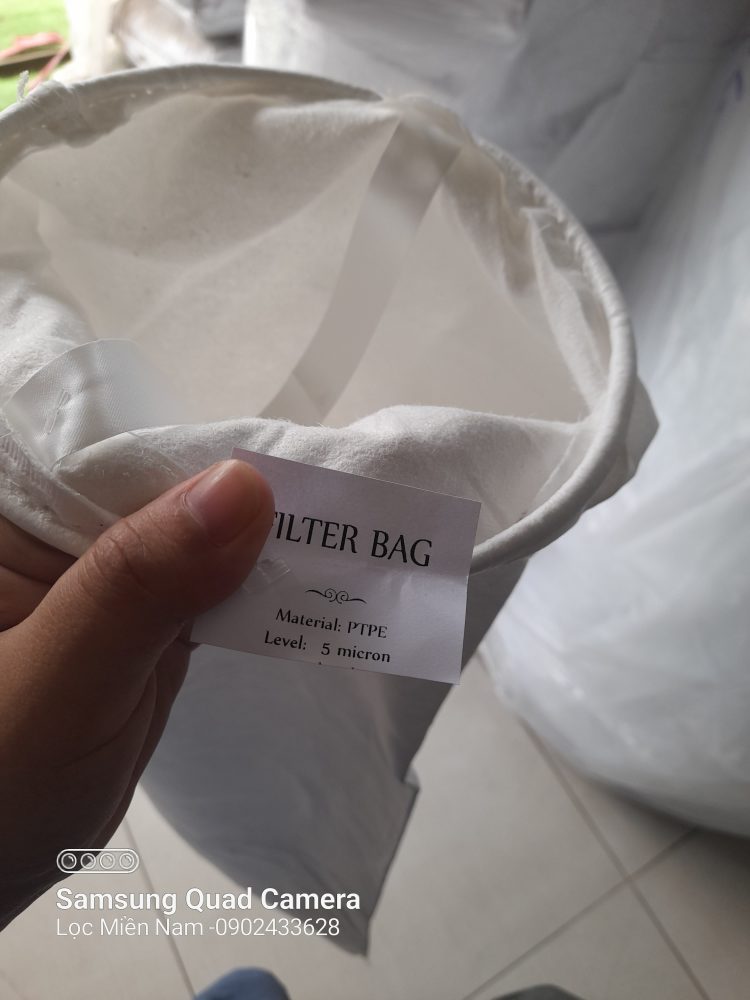 FILTER BAG
Material: PTPE
Level: 5 micron
Samsung Quad Camera
Lọc Miền Nam -0902433628